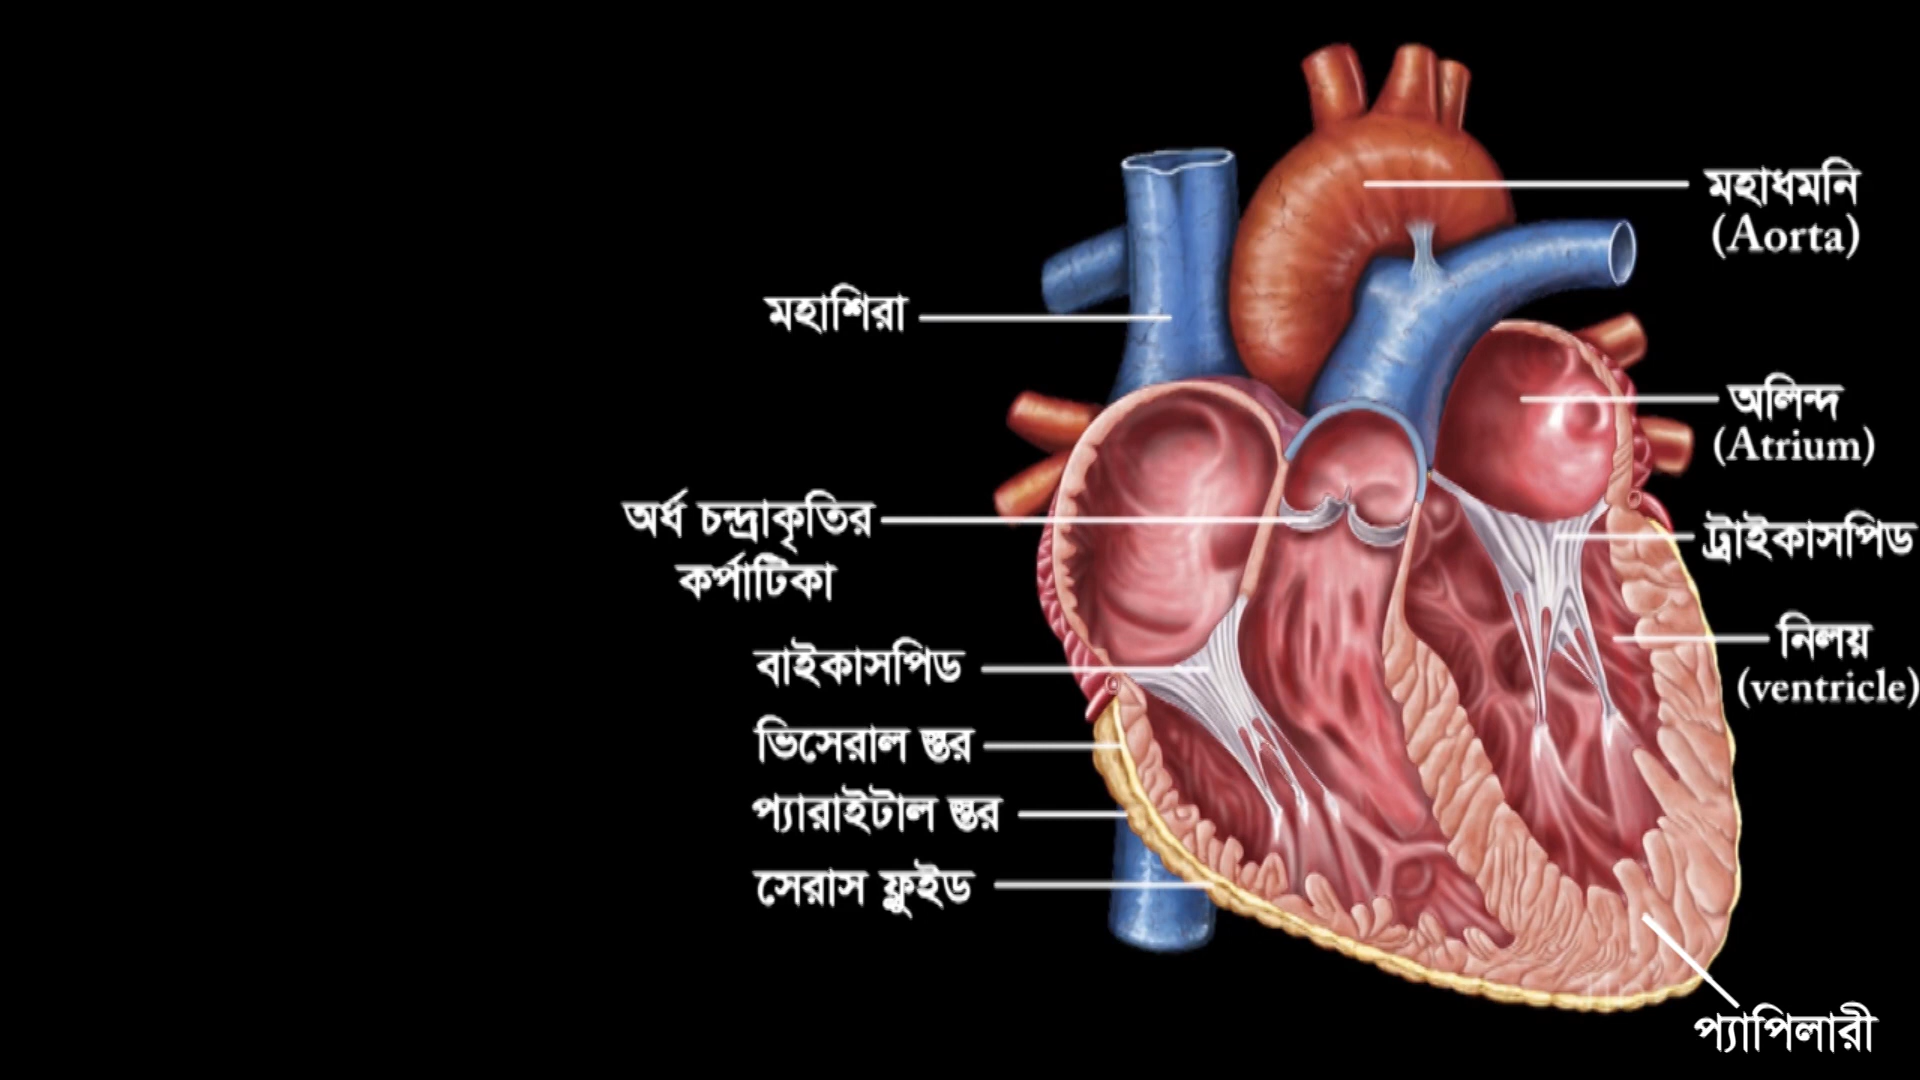 মহাধমনি
(Aorta)
মহাশিরা
অলিন্দ
(Atrium)
অর্ধ চন্দ্রাকৃতির
কর্পাটিকা
ট্রাইকাসপিড
নিলয়
(ventricle)
বাইকাসপিড
ভিসেরাল স্তর
প্যারাইটাল স্তর
সেরাস ফ্লুইড
প্যাপিলারী